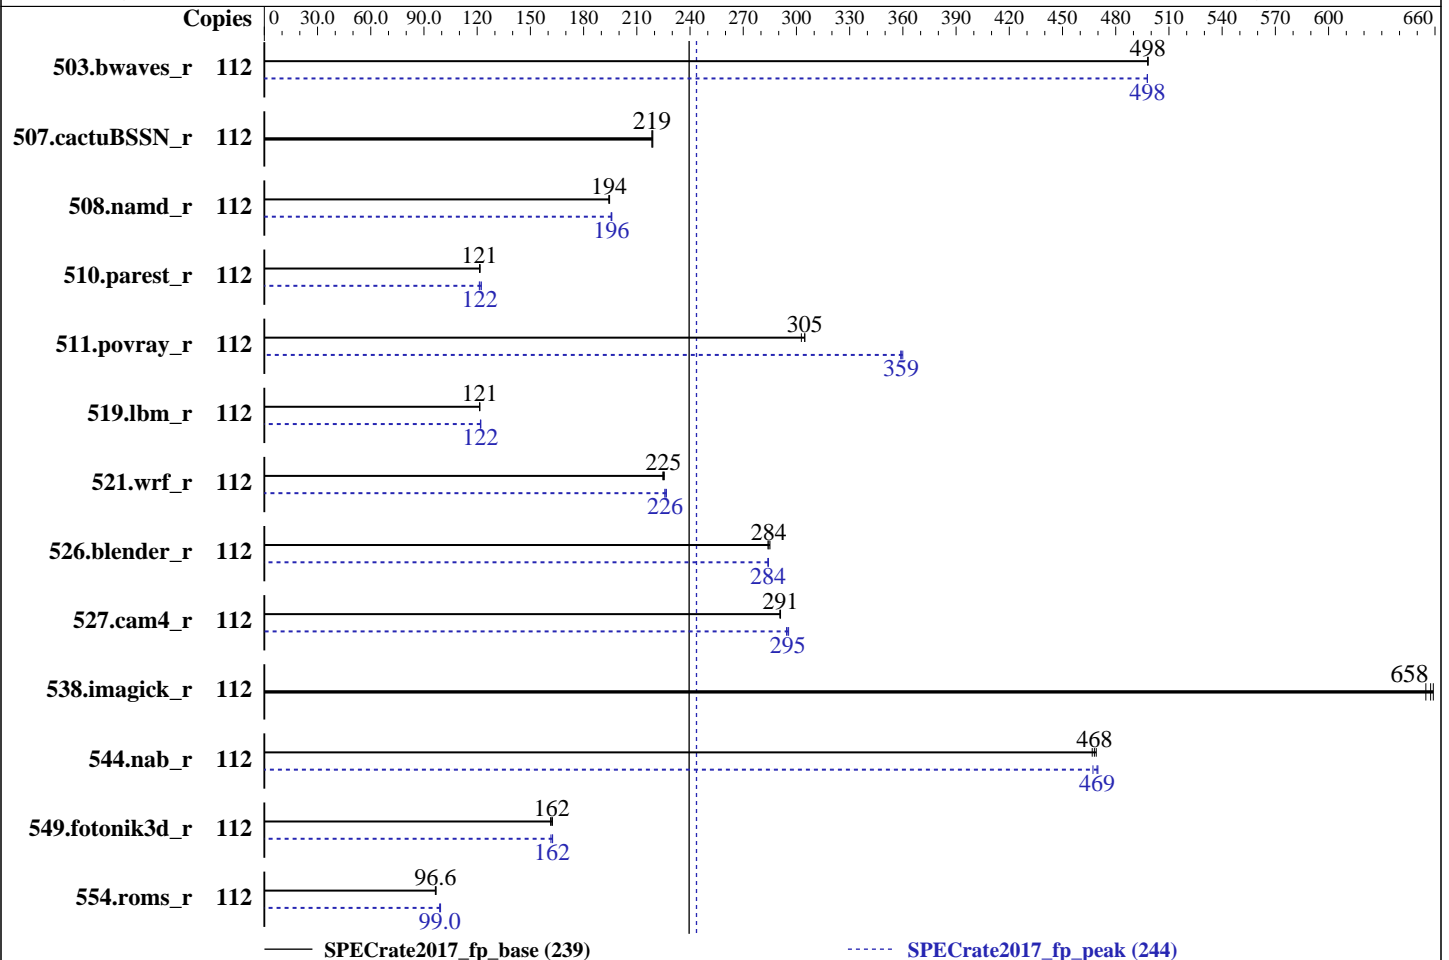 Copies 0 30.0 60.0 90.0 120 150 180 210 240 270 300 330 360 390 420 450 480 510 540 570 600 660
503.bwaves_r 112 498
498
507.cactuBSSN_r 112 219
508.namd_r 112 194
196
510.parest_r 112 121
122
511.povray_r 112 305
359
519.lbm_r 112 121
122
521.wrf_r 112 225
226
526.blender_r 112 284
284
527.cam4_r 112 291
295
538.imagick_r 112 658
544.nab_r 112 468
469
549.fotonik3d_r 112 162
162
554.roms_r 112 96.6
99.0
SPECrate2017_fp_base (239) SPECrate2017_fp_peak (244)